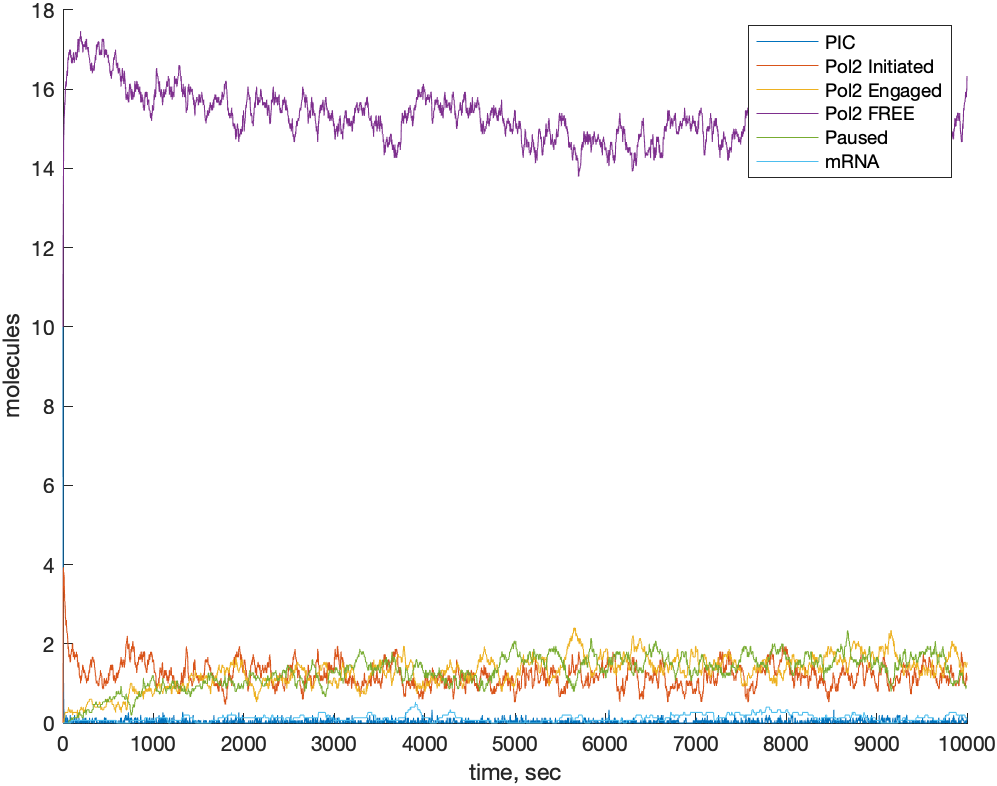 18
16
14
12
10
8
6
4
2
0
molecules
PIC
Pol2 Initiated
Pol2 Engaged
Pol2 FREE
Paused
mRNA
0 1000 2000 3000 4000 5000 6000 7000 8000 9000 10000
time, sec